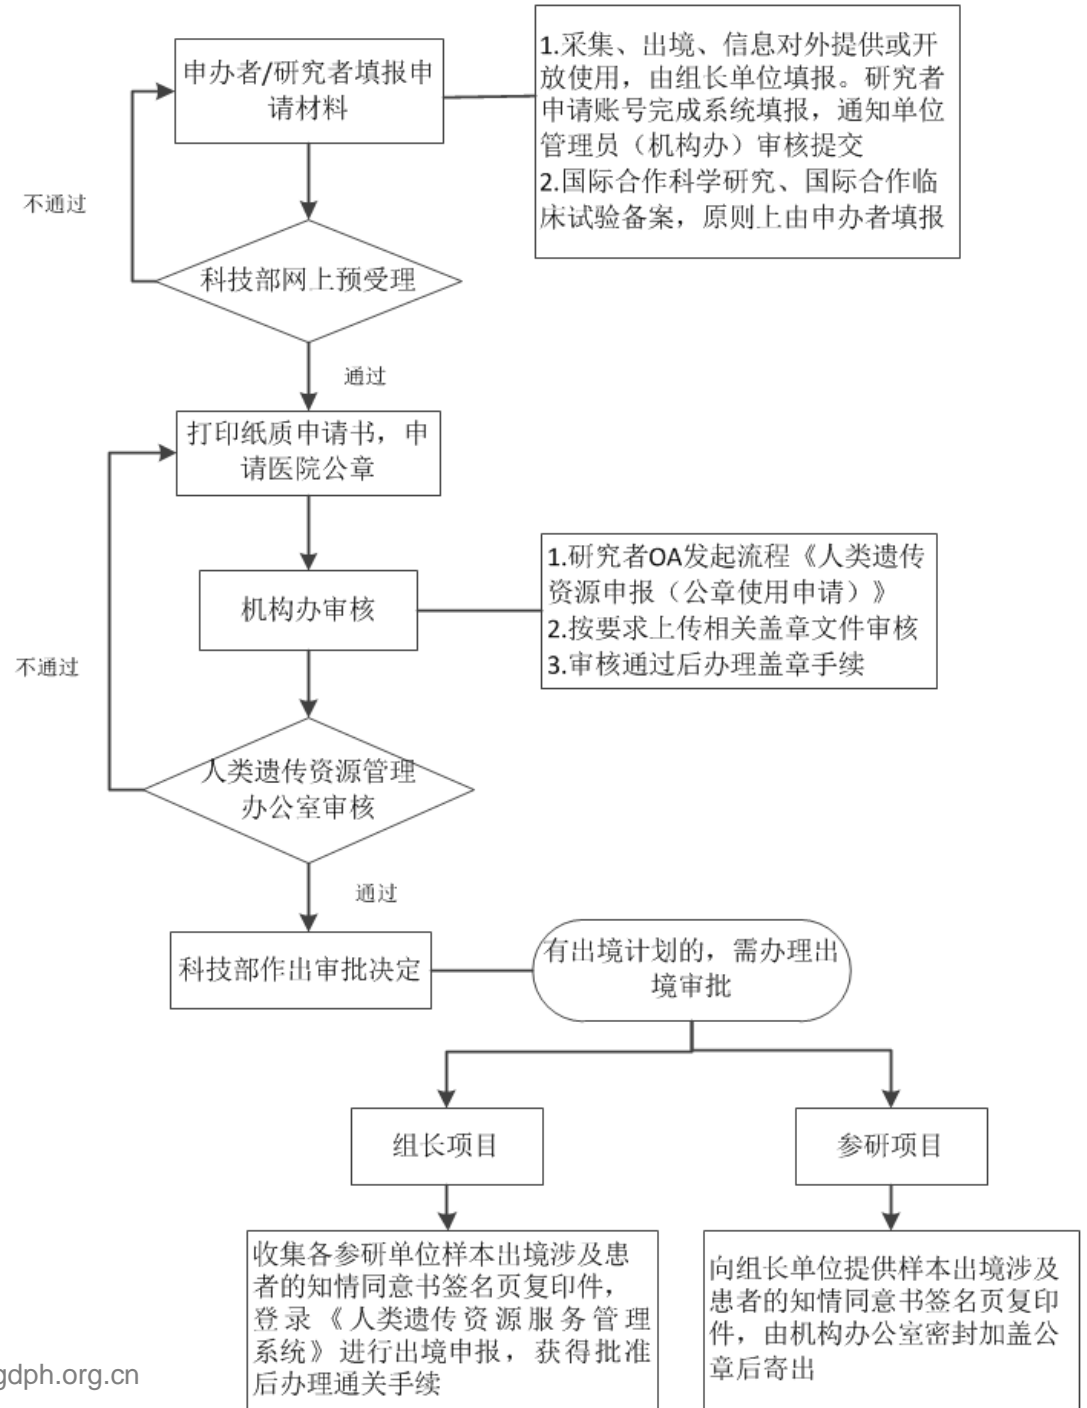 申办者/研究者填报申
请材料
1.采集、出境、信息对外提供或开
放使用，由组长单位填报。研究者
申请账号完成系统填报，通知单位
管理员（机构办）审核提交
2.国际合作科学研究、国际合作临
床试验备案，原则上由申办者填报
不通过
科技部网上预受理
通过
打印纸质申请书，申
请医院公章
机构办审核
1.研究者OA发起流程《人类遗传
资源申报（公章使用申请）》
2.按要求上传相关盖章文件审核
3.审核通过后办理盖章手续
不通过
人类遗传资源管理
办公室审核
通过
科技部作出审批决定
有出境计划的，需办理出
境审批
组长项目
参研项目
收集各参研单位样本出境涉及患
者的知情同意书签名页复印件，
登录《人类遗传资源服务管理
系统》进行出境申报，获得批准
后办理通关手续
向组长单位提供样本出境涉及
患者的知情同意书签名页复印
件，由机构办公室密封加盖公
章后寄出
gdph.org.cn